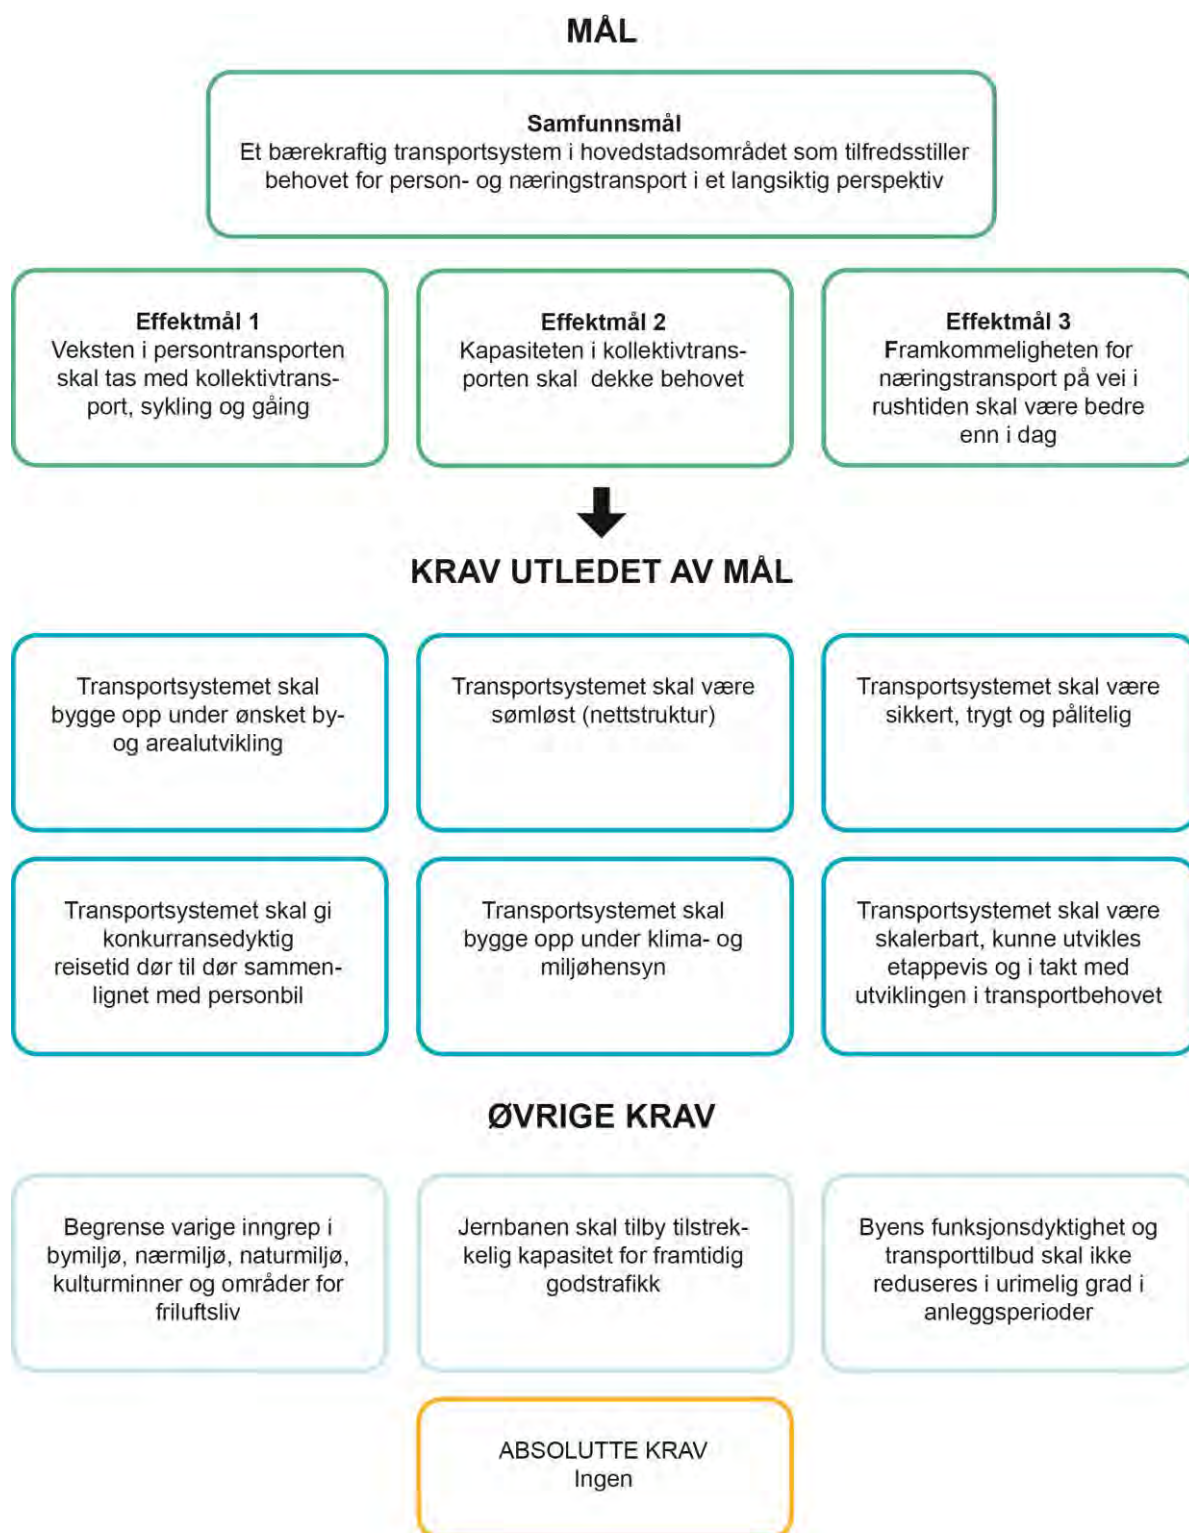 MÅL
Samfunnsmål
Et bærekraftig transportsystem i hovedstadsområdet som tilfredsstiller
behovet for person- og næringstransport i et langsiktig perspektiv
Effektmål 1
Veksten i persontransporten
skal tas med kollektivtrans-
port, sykling og gåing
Effektmål 2
Kapasiteten i kollektivtrans-
porten skal dekke behovet
Effektmål 3
Framkommeligheten for
næringstransport på vei i
rushtiden skal være bedre
enn i dag
KRAV UTLEDET AV MÅL
Transportsystemet skal
bygge opp under ønsket by-
og arealutvikling
Transportsystemet skal være
sømløst (nettstruktur)
Transportsystemet skal være
sikkert, trygt og pålitelig
Transportsystemet skal gi
konkurransedyktig
reisetid dør til dør sammen-
lignet med personbil
Transportsystemet skal
bygge opp under klima- og
miljøhensyn
Transportsystemet skal være
skalerbart, kunne utvikles
etappevis og i takt med
utviklingen i transportbehovet
ØVRIGE KRAV
Begrense varige inngrep i
bymiljø, nærmiljø, naturmiljø,
kulturminner og områder for
friluftsliv
Jernbanen skal tilby tilstrek-
kelig kapasitet for framtidig
godstrafikk
Byens funksjonsdyktighet og
transporttilbud skal ikke
reduseres i urimelig grad i
anleggsperioder
ABSOLUTTE KRAV
Ingen